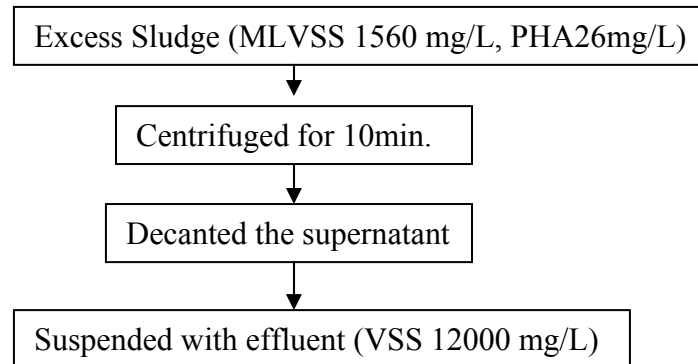 Excess Sludge (MLVSS 1560 mg/L, PHA26mg/L)
Centrifuged for 10min.
Decanted the supernatant
Suspended with effluent (VSS 12000 mg/L)